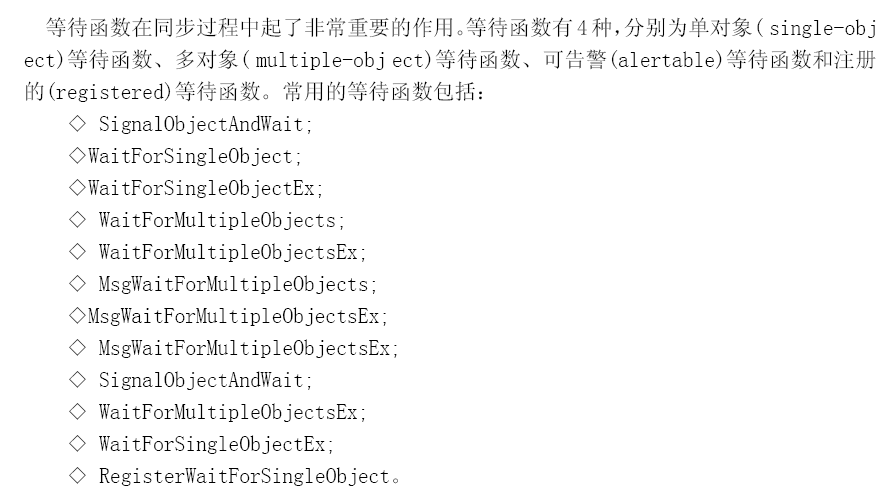 等待函数在同步过程中起了非常重要的作用。等待函数有4种,分别为单对象( single-obj
ect)等待函数、多对象( multiple-obj ect)等待函数、可告警(alertable)等待函数和注册
的(registered)等待函数。常用的等待函数包括:
◇ SignalObjectAndWait;
◇WaitForSingleObject;
◇WaitForSingleObjectEx;
◇ WaitForMultipleObjects;
◇ WaitForMultipleObjectsEx;
◇ MsgWaitForMultipleObjects;
◇MsgWaitForMultipleObjectsEx;
◇ MsgWaitForMultipleObjectsEx;
◇ SignalObjectAndWait;
◇ WaitForMultipleObjectsEx;
◇ WaitForSingleObjectEx;
◇ RegisterWaitForSingleObject。